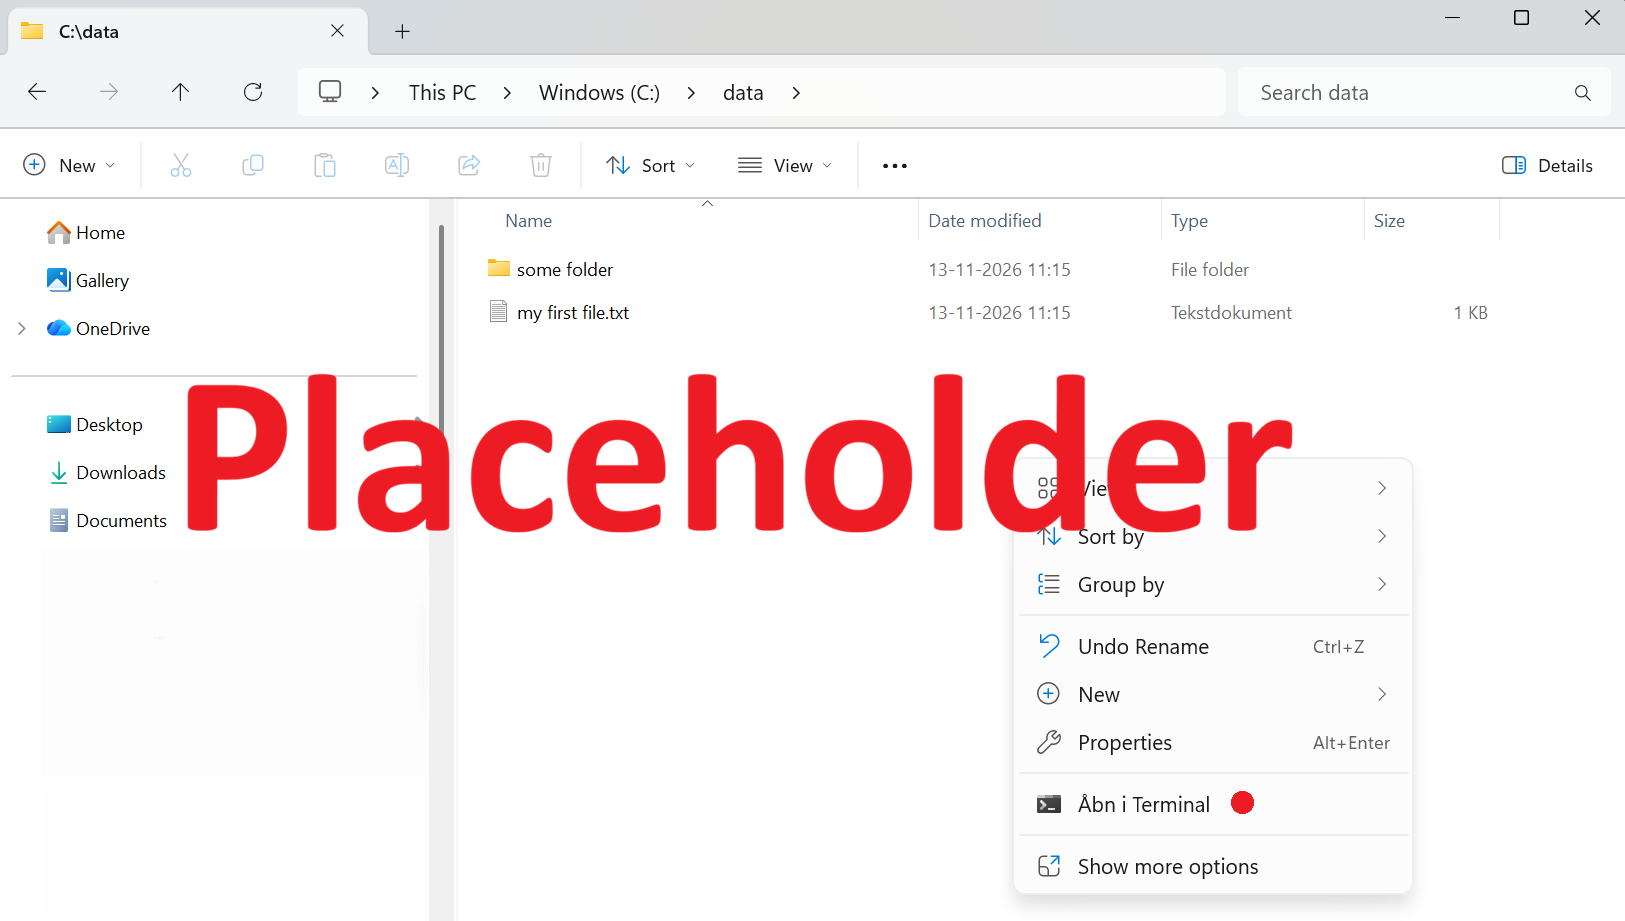 C:\data
This PC
Windows (C:)
data
Search data
New
Sort
View
Details
Home
Gallery
OneDrive
Desktop
Downloads
Documents
Name Date modified Type Size
some folder 13-11-2026 11:15 File folder
my first file.txt 13-11-2026 11:15 Tekstdokument 1 KB
Placeholder
Sort by
Group by
Undo Rename Ctrl+Z
New
Properties Alt+Enter
Åbn i Terminal
Show more options